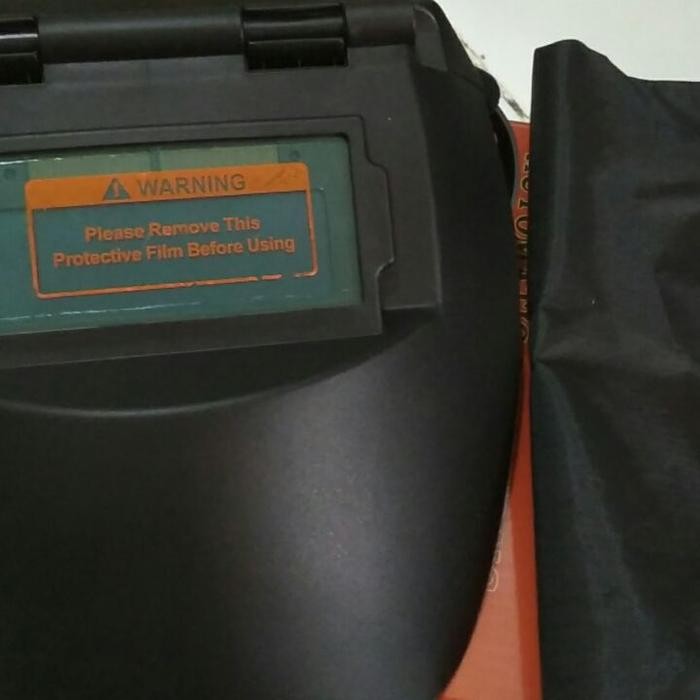 WARNING
Please Remove This
Protective Film Before Using